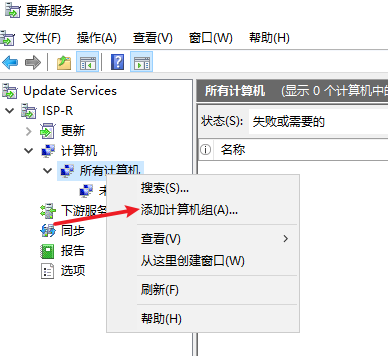 更新服务
文件(F) 操作(A) 查看(V) 窗口(W) 帮助(H)
Update Services
ISP-R
更新
计算机
所有计算机
未
下游服务
同步
报告
选项
所有计算机 (显示 0 个计算机中的
状态(S): 失败或需要的
名称
搜索(S)...
添加计算机组(A)...
查看(V)
从这里创建窗口(W)
刷新(F)
帮助(H)